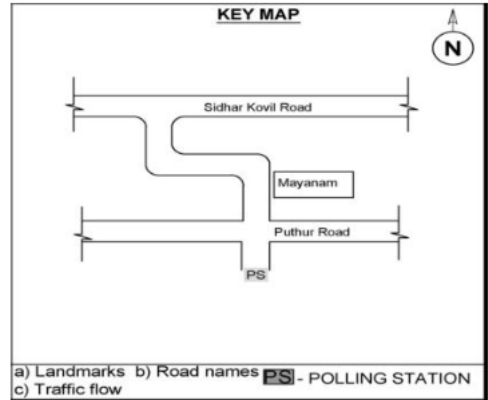 KEY MAP
N
Sidhar Kovil Road
Mayanam
Puthur Road
PS
a) Landmarks b) Road names PS - POLLING STATION
c) Traffic flow